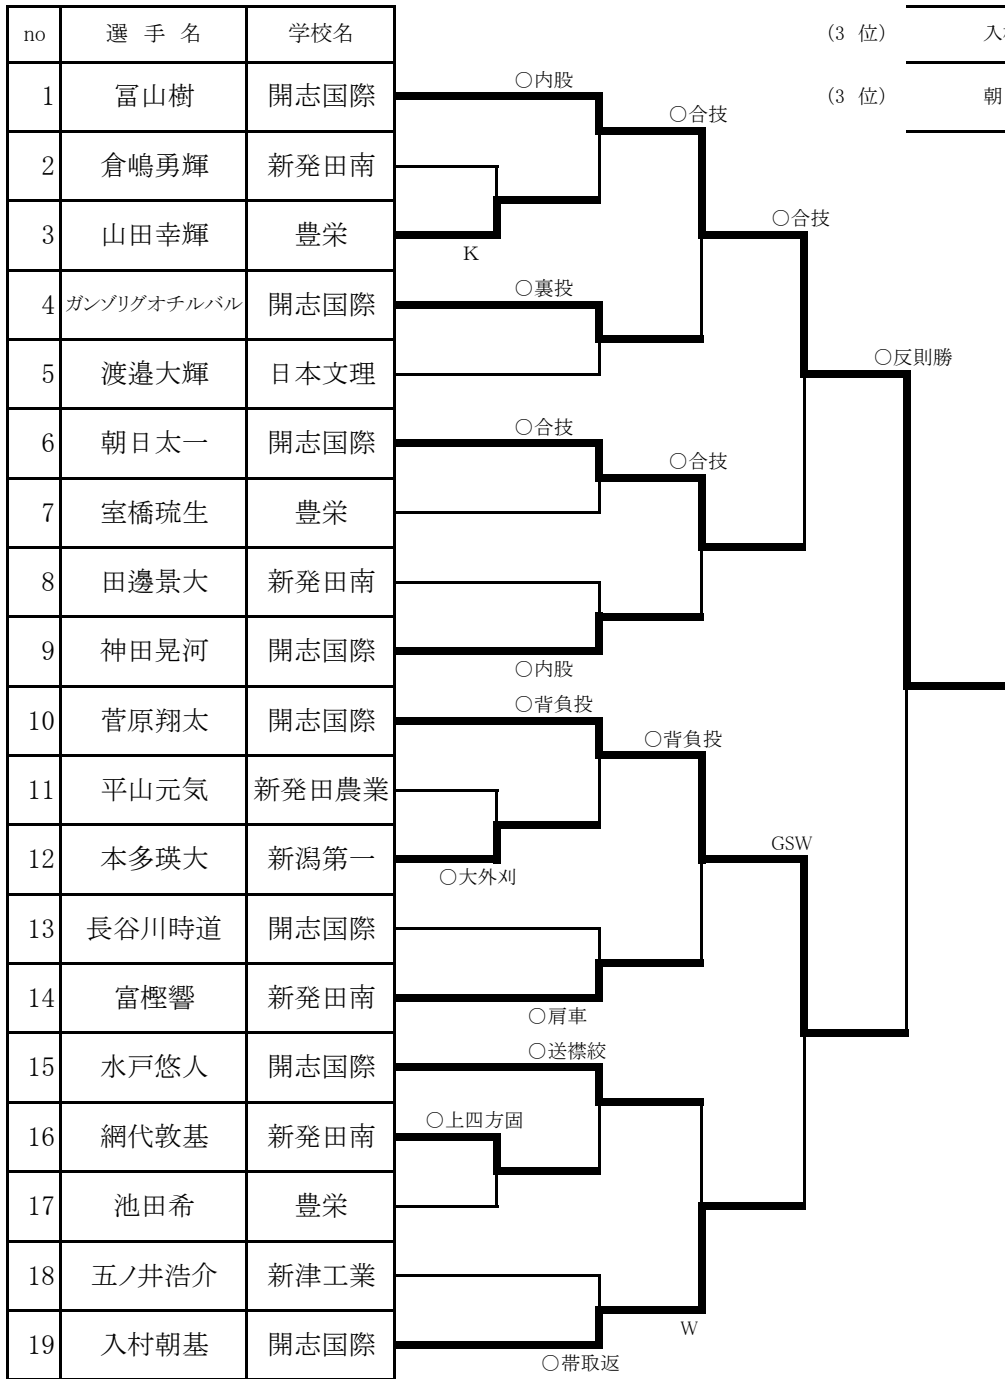 no 選 手 名 学校名 (3 位) 入村
1 冨山樹 開志国際 ○内股 (3 位) 朝
○合技
2 倉嶋勇輝 新発田南
3 山田幸輝 豊栄 ○合技
K
4 ガンゾリグオチルバル 開志国際 ○裏投
5 渡邉大輝 日本文理 ○反則勝
6 朝日太一 開志国際 ○合技
○合技
7 室橋琉生 豊栄
8 田邊景大 新発田南
9 神田晃河 開志国際
○内股
10 菅原翔太 開志国際 ○背負投
○背負投
11 平山元気 新発田農業
12 本多瑛大 新潟第一 GSW
○大外刈
13 長谷川時道 開志国際
14 富樫響 新発田南
○肩車
15 水戸悠人 開志国際 ○送襟絞
16 網代敦基 新発田南 ○上四方固
17 池田希 豊栄
18 五ノ井浩介 新津工業
W
19 入村朝基 開志国際
○帯取返